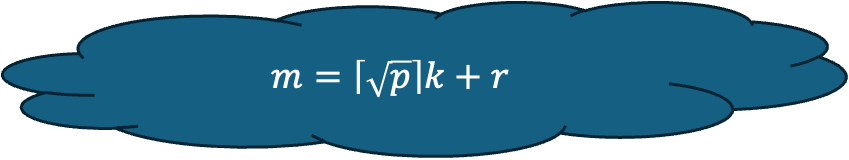 m = ⌈√p⌉k + r